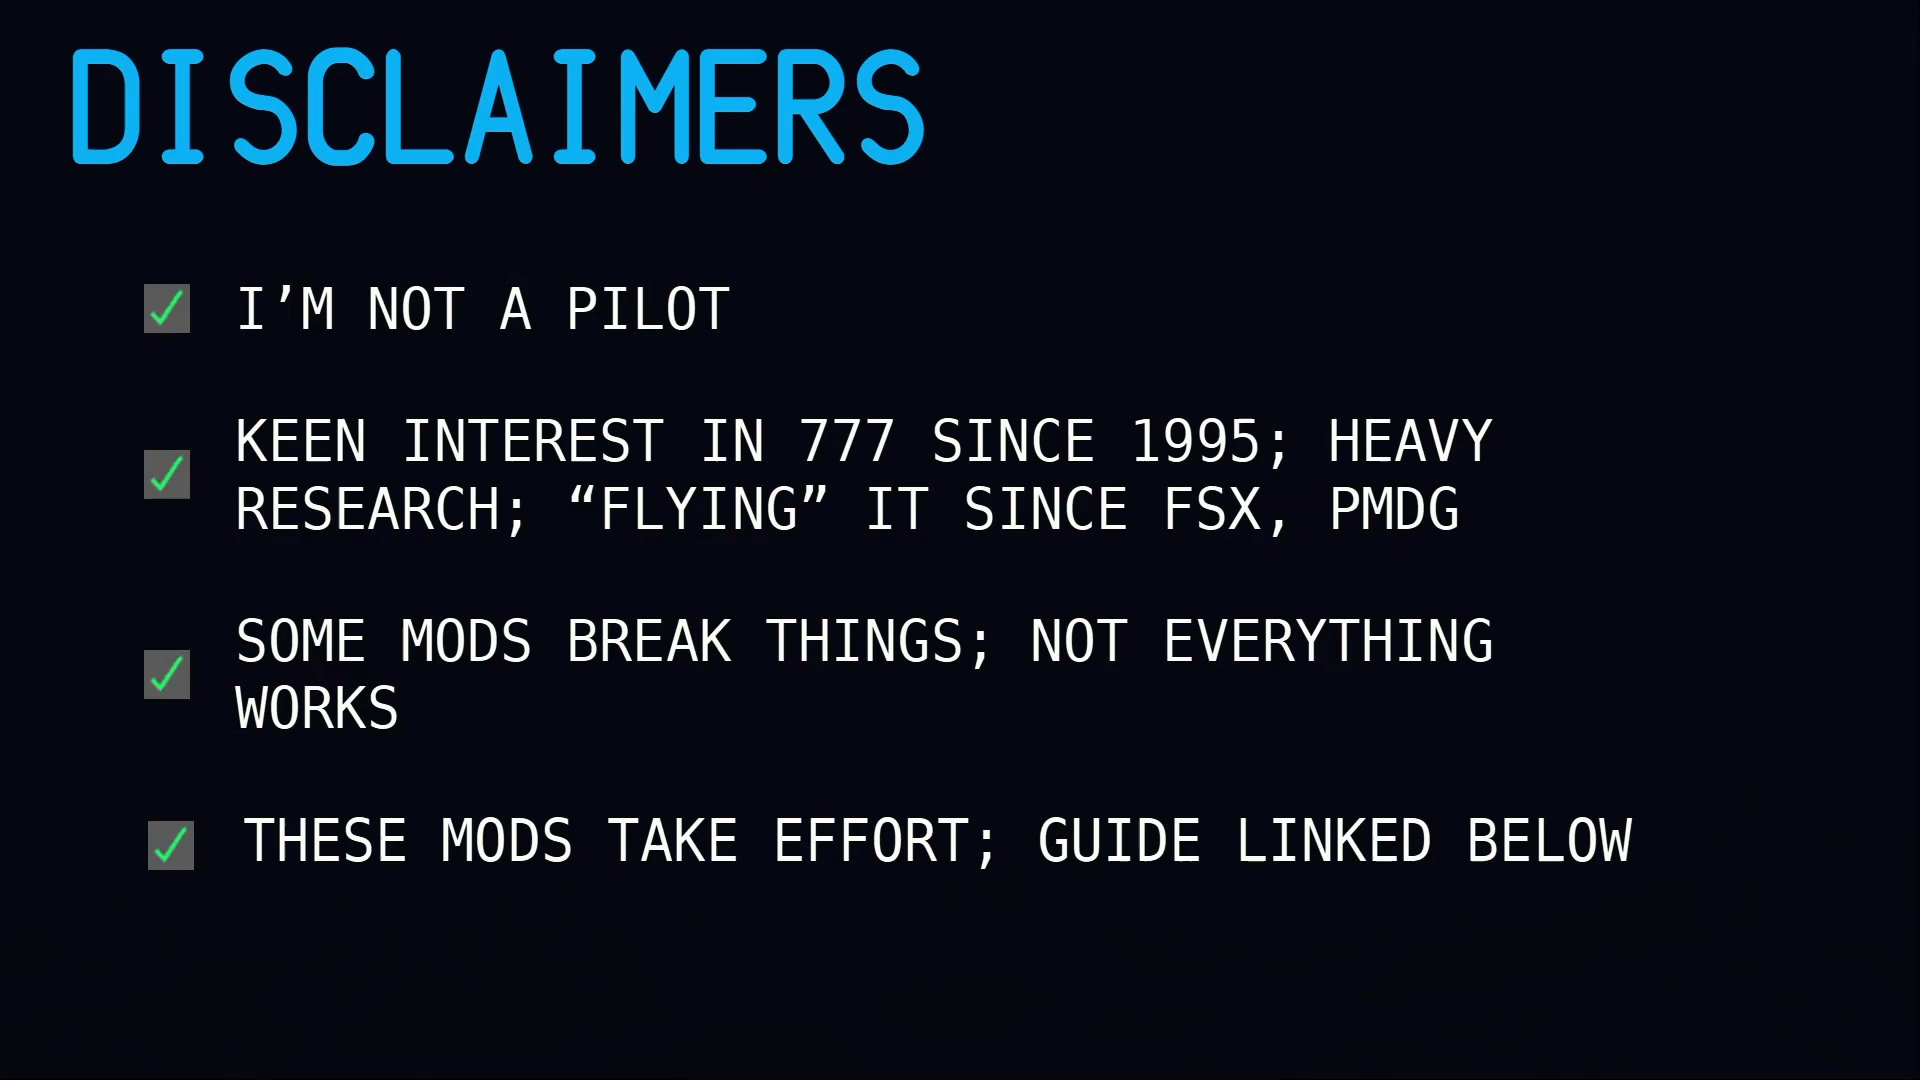 DISCLAIMERS
I’M NOT A PILOT
KEEN INTEREST IN 777 SINCE 1995; HEAVY
RESEARCH; “FLYING” IT SINCE FSX, PMDG
SOME MODS BREAK THINGS; NOT EVERYTHING
WORKS
THESE MODS TAKE EFFORT; GUIDE LINKED BELOW